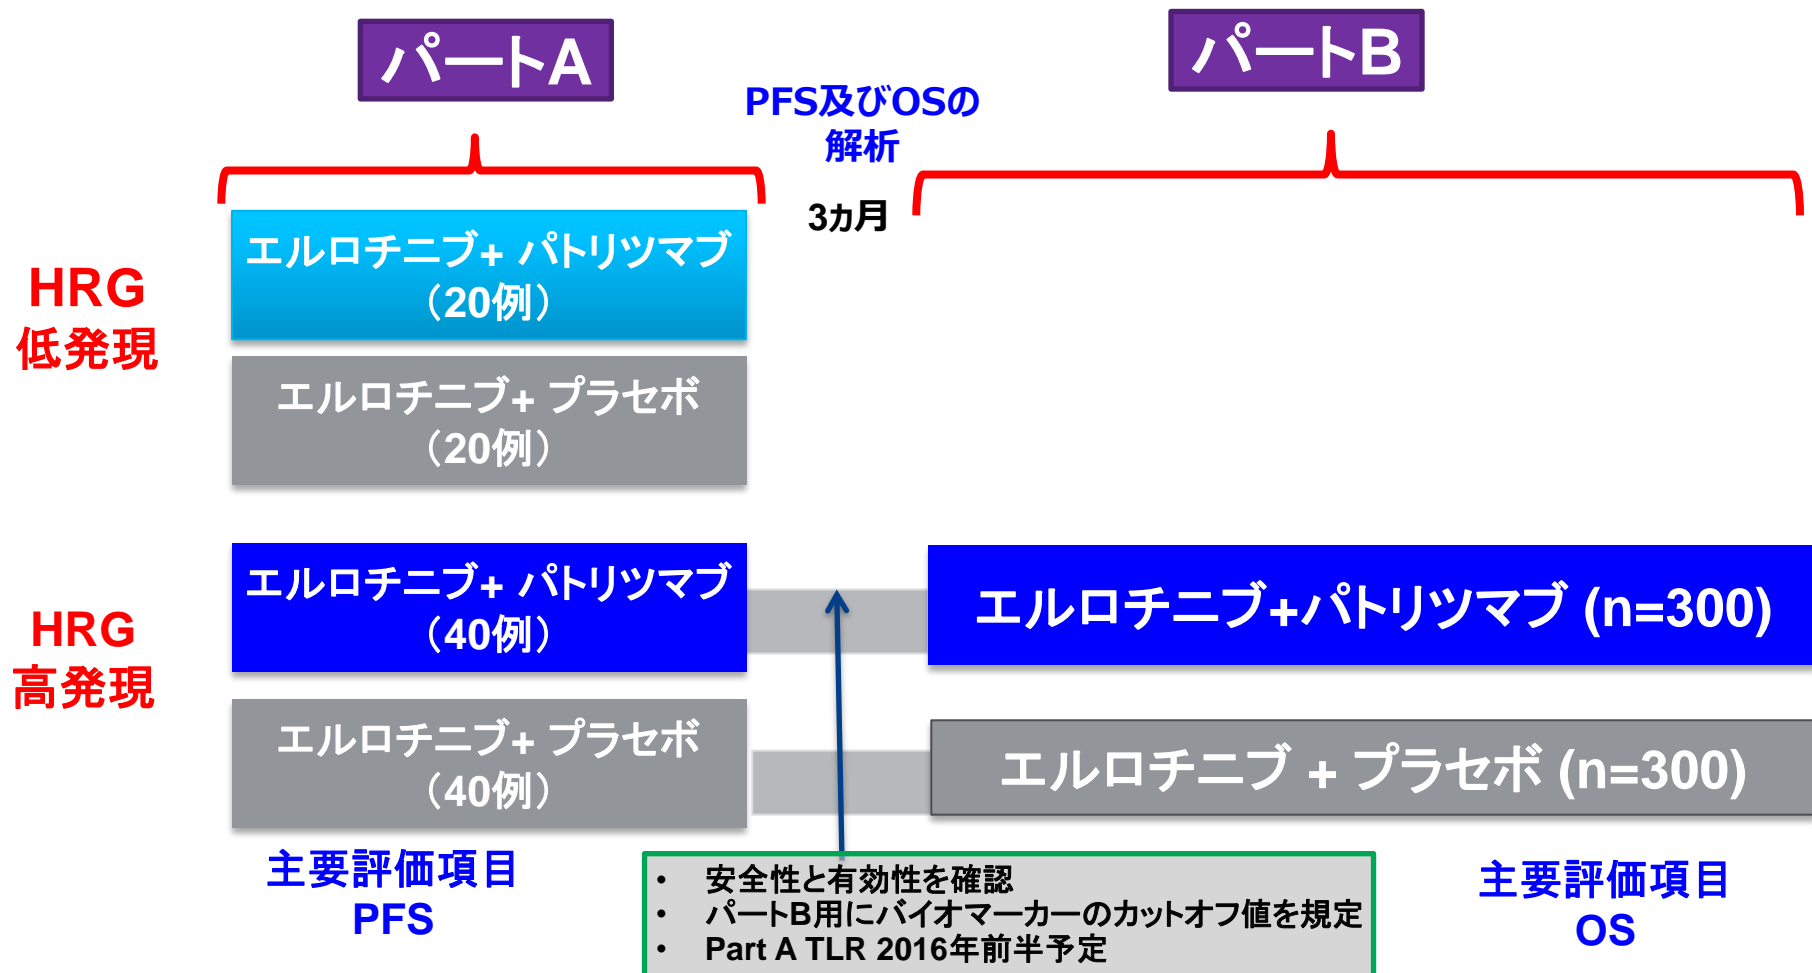 パートA
パートB
PFS及びOSの
解析
3ヵ月
HRG
低発現
エルロチニブ+ パトリツマブ
（20例）
エルロチニブ+ プラセボ
（20例）
HRG
高発現
エルロチニブ+ パトリツマブ
（40例）
エルロチニブ+パトリツマブ (n=300)
エルロチニブ+ プラセボ
（40例）
エルロチニブ + プラセボ (n=300)
主要評価項目
PFS
• 安全性と有効性を確認
• パートB用にバイオマーカーのカットオフ値を規定
• Part A TLR 2016年前半予定
主要評価項目
OS